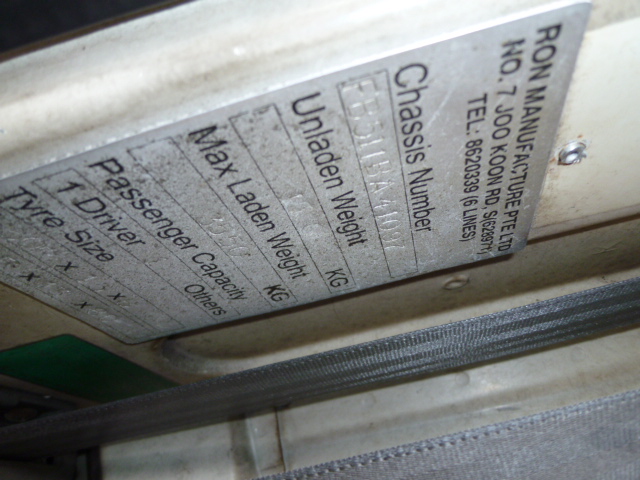 RON MANUFACTURE PTE LTD
NO. 7 JOO KOON RD, S(628971)
TEL: 8620339 (6 LINES)
Chassis Number
Unladen Weight
KG
Max Laden Weight
KG
Passenger Capacity
1 Driver
Others
Tyre Size
x x
x x